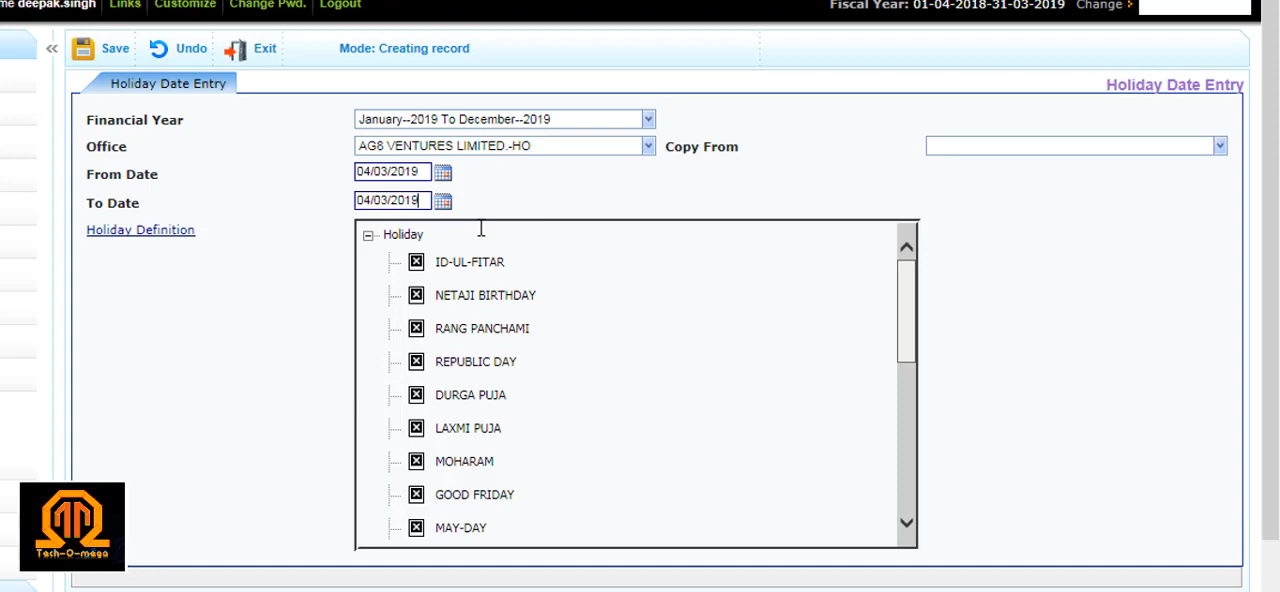 me deepak.singh Links Customize Change Pwd. Logout Fiscal Year: 01-04-2018-31-03-2019 Change
Save Undo Exit Mode: Creating record
Holiday Date Entry Holiday Date Entry
Financial Year January--2019 To December--2019
Office AG8 VENTURES LIMITED.-HO Copy From
From Date 04/03/2019
To Date 04/03/2019
Holiday Definition
Holiday
ID-UL-FITAR
NETAJI BIRTHDAY
RANG PANCHAMI
REPUBLIC DAY
DURGA PUJA
LAXMI PUJA
MOHARAM
GOOD FRIDAY
MAY-DAY
Tech-O-mega